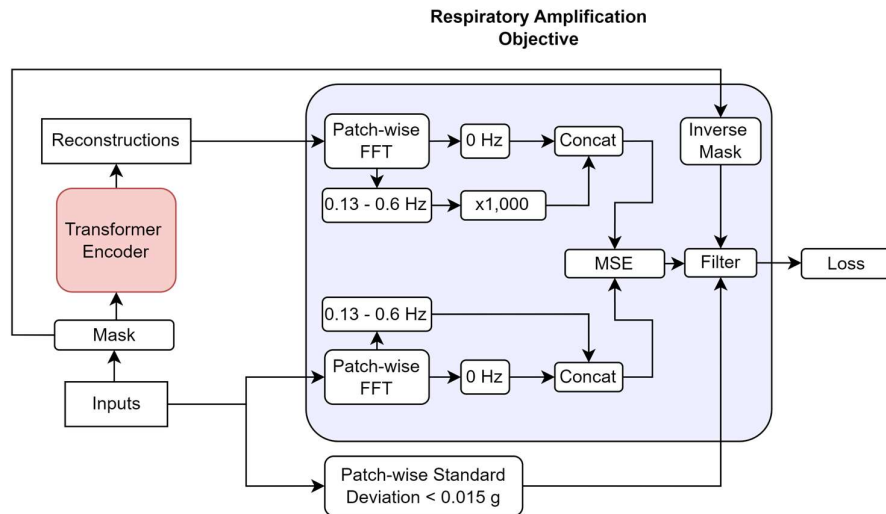 Respiratory Amplification
Objective
Reconstructions
Patch-wise
FFT
0 Hz
Concat
Inverse
Mask
0.13 - 0.6 Hz
x1,000
Transformer
Encoder
MSE
Filter
Loss
Mask
0.13 - 0.6 Hz
Patch-wise
FFT
0 Hz
Concat
Inputs
Patch-wise Standard
Deviation < 0.015 g